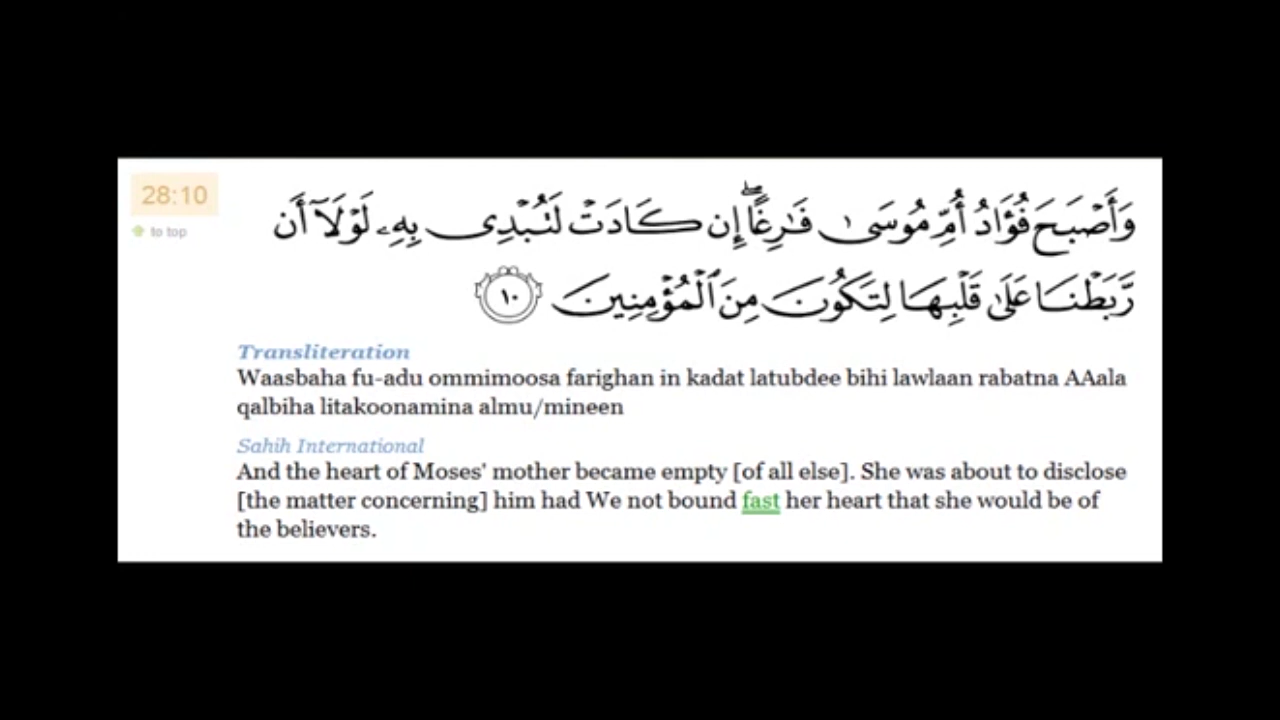 28:10
to top
وَأَصْبَحَ فُؤَادُ أُمِّ مُوسَىٰ فَـٰرِغًا ۖ إِن كَادَتْ لَتُبْدِى بِهِۦ لَوْلَآ أَن
رَّبَطْنَا عَلَىٰ قَلْبِهَا لِتَكُونَ مِنَ ٱلْمُؤْمِنِينَ ١٠
Transliteration
Waasbaha fu-adu ommimoosa farighan in kadat latubdee bihi lawlaan rabatna AAala
qalbiha litakoonamina almu/mineen
Sahih International
And the heart of Moses' mother became empty [of all else]. She was about to disclose
[the matter concerning] him had We not bound fast her heart that she would be of
the believers.